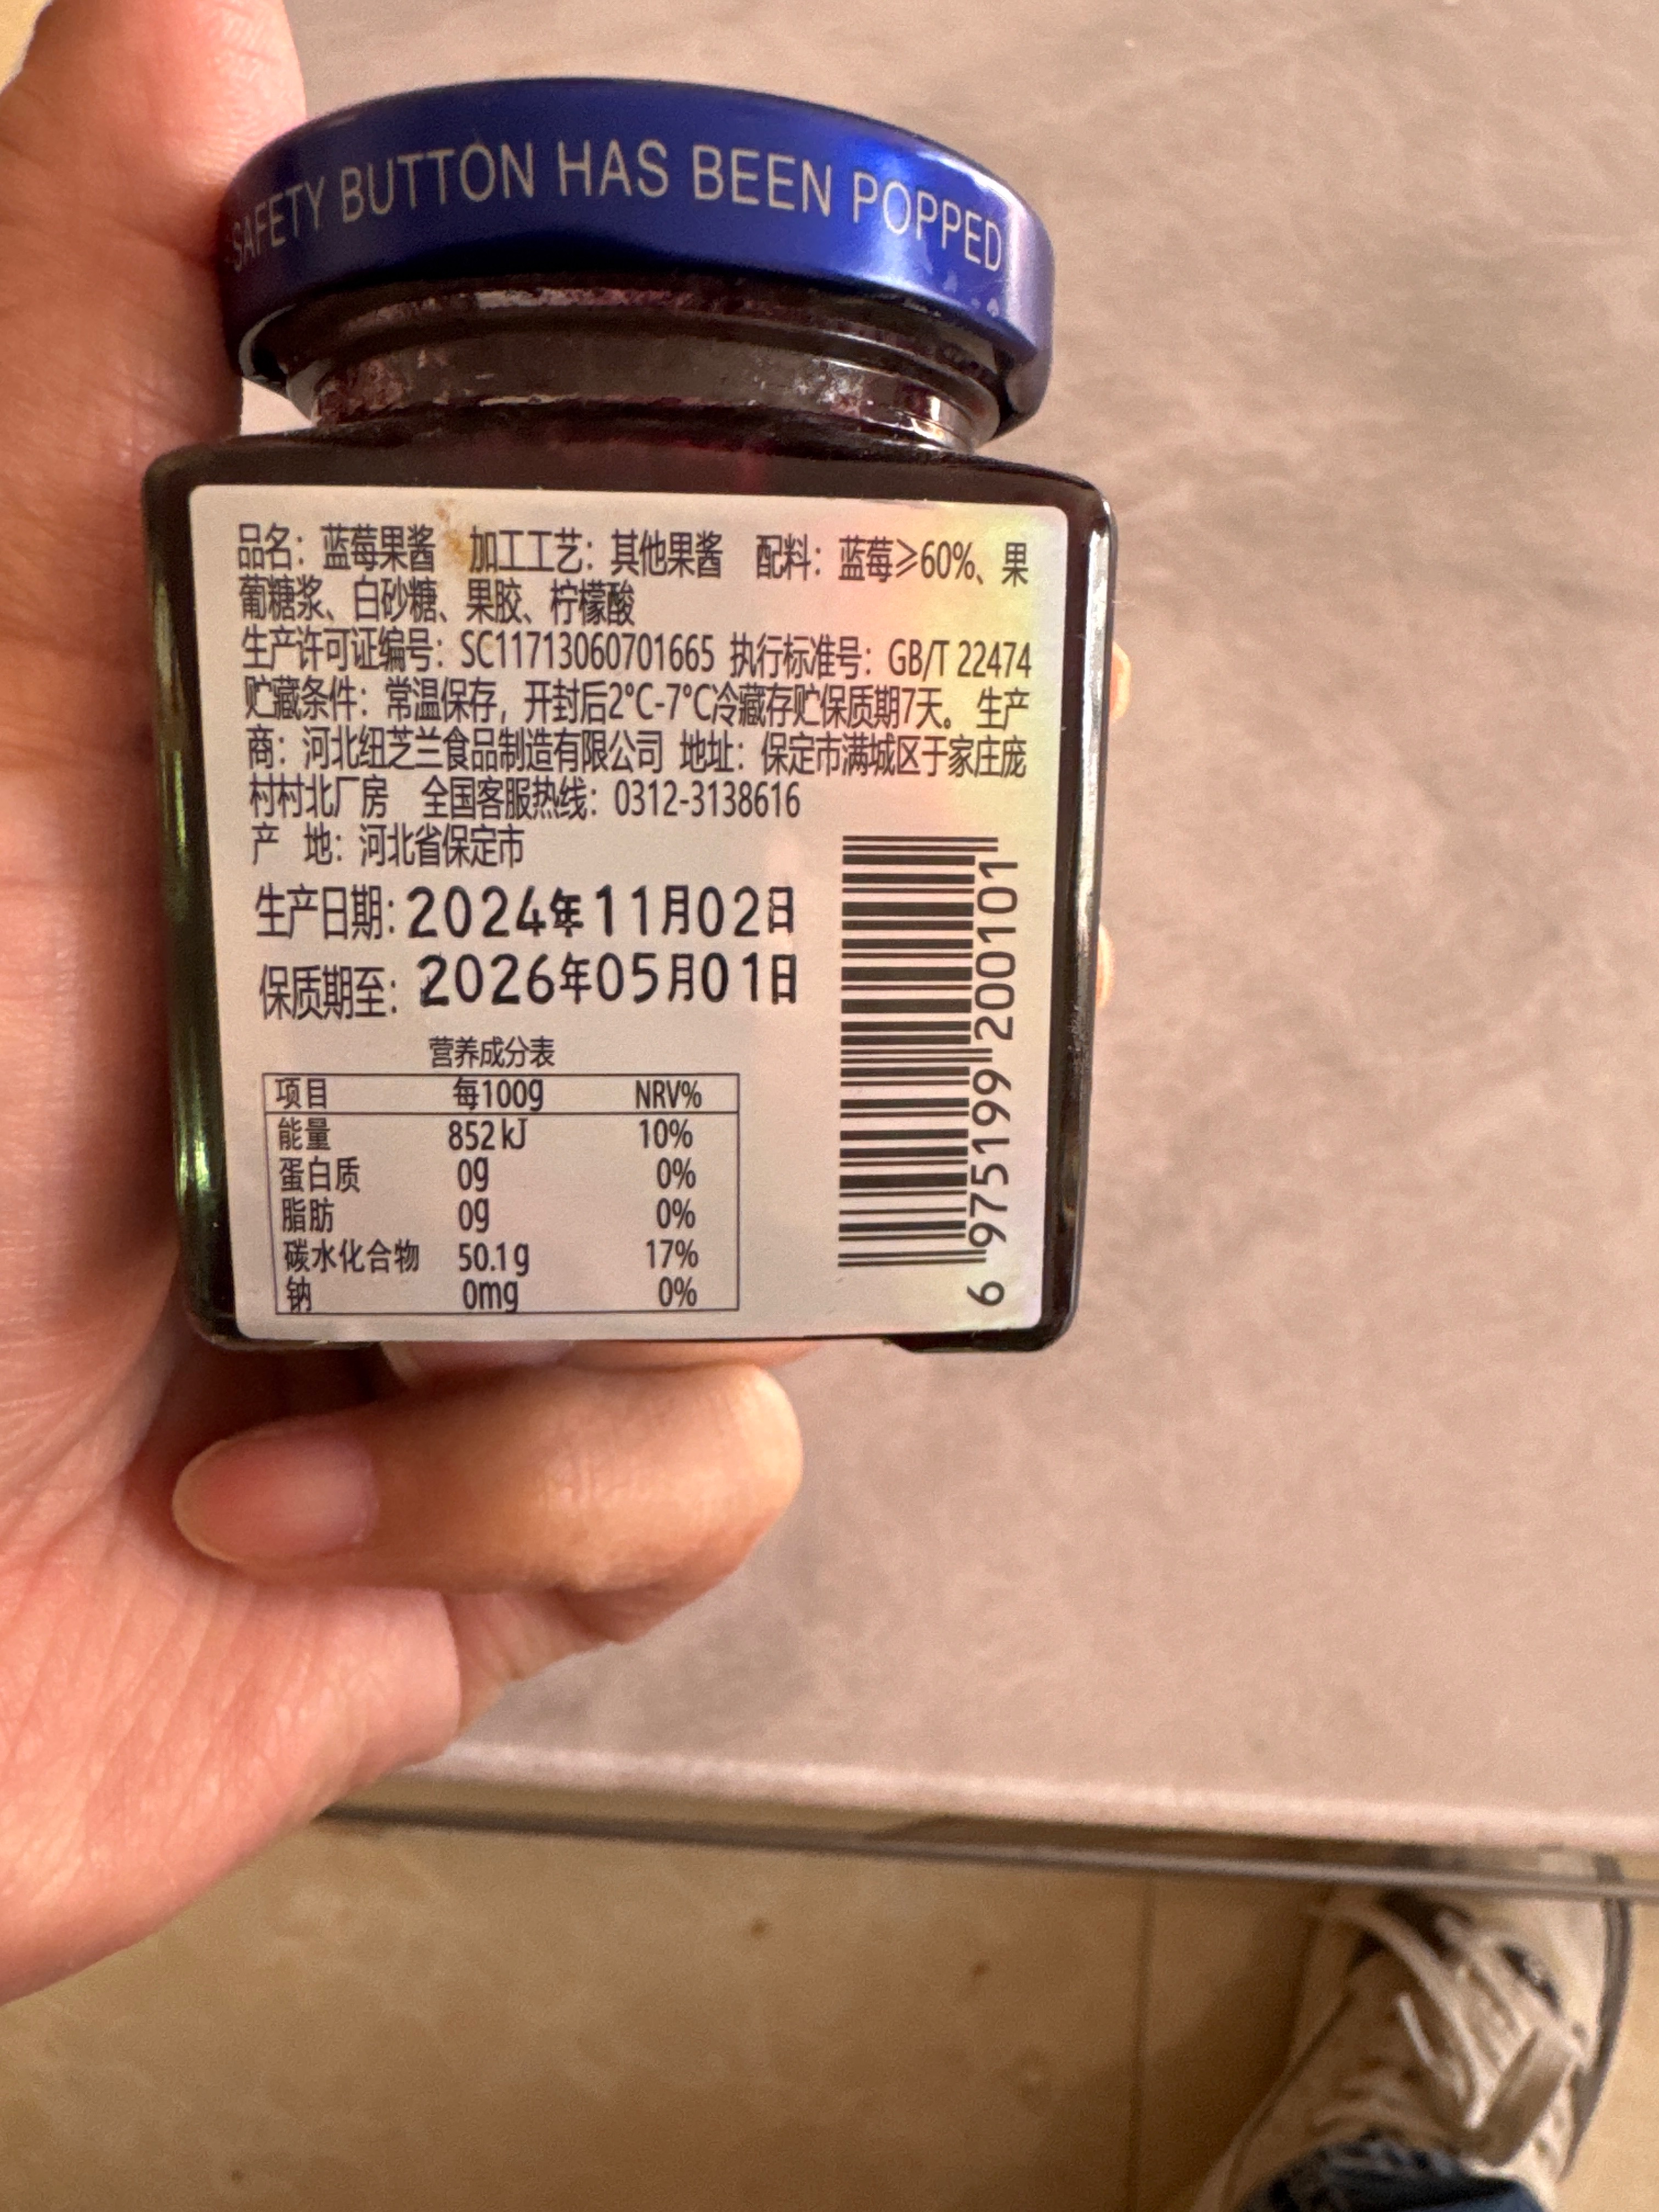 SAFETY BUTTON HAS BEEN POPPED
品名：蓝莓果酱 加工工艺：其他果酱 配料：蓝莓≥60%、果
葡糖浆、白砂糖、果胶、柠檬酸
生产许可证编号：SC11713060701665 执行标准号：GB/T 22474
贮藏条件：常温保存，开封后2°C-7°C冷藏存贮保质期7天。 生产
商：河北纽芝兰食品制造有限公司 地址：保定市满城区于家庄庞
村村北厂房 全国客服热线：0312-3138616
产 地：河北省保定市
生产日期：2024年11月02日
保质期至：2026年05月01日
营养成分表
项目 每100g NRV%
能量 852kJ 10%
蛋白质 0g 0%
脂肪 0g 0%
碳水化合物 50.1g 17%
钠 0mg 0%
6 975199 200101